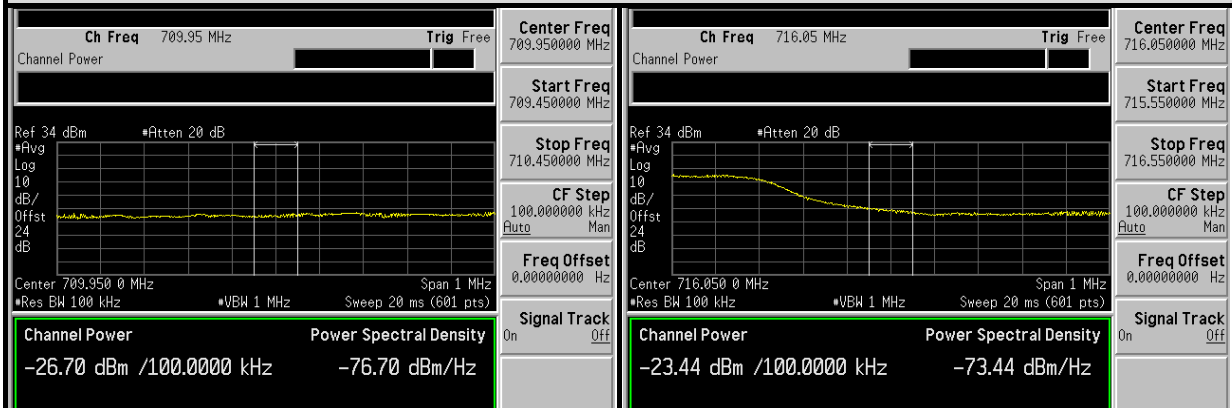 Ch Freq 709.95 MHz Trig Free
Channel Power
Ref 34 dBm #Atten 20 dB
#Avg
Log
10
dB/
Offst
24
dB
Center 709.950 0 MHz Span 1 MHz
#Res BW 100 kHz #VBW 1 MHz Sweep 20 ms (601 pts)
Channel Power Power Spectral Density
-26.70 dBm /100.0000 kHz -76.70 dBm/Hz
Center Freq
709.950000 MHz
Start Freq
709.450000 MHz
Stop Freq
710.450000 MHz
CF Step
100.000000 kHz
Auto Man
Freq Offset
0.00000000 Hz
Signal Track
On Off
Ch Freq 716.05 MHz Trig Free
Channel Power
Ref 34 dBm #Atten 20 dB
#Avg
Log
10
dB/
Offst
24
dB
Center 716.050 0 MHz Span 1 MHz
#Res BW 100 kHz #VBW 1 MHz Sweep 20 ms (601 pts)
Channel Power Power Spectral Density
-23.44 dBm /100.0000 kHz -73.44 dBm/Hz
Center Freq
716.050000 MHz
Start Freq
715.550000 MHz
Stop Freq
716.550000 MHz
CF Step
100.000000 kHz
Auto Man
Freq Offset
0.00000000 Hz
Signal Track
On Off